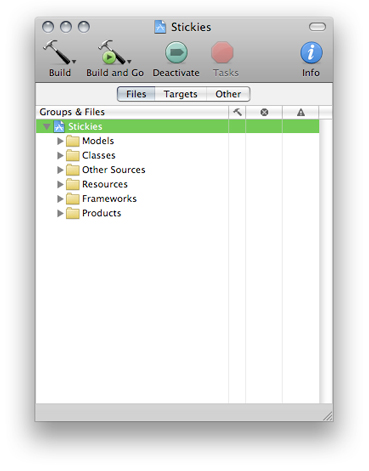 Stickies
Build Build and Go Deactivate Tasks Info
Files Targets Other
Groups & Files
Stickies
Models
Classes
Other Sources
Resources
Frameworks
Products